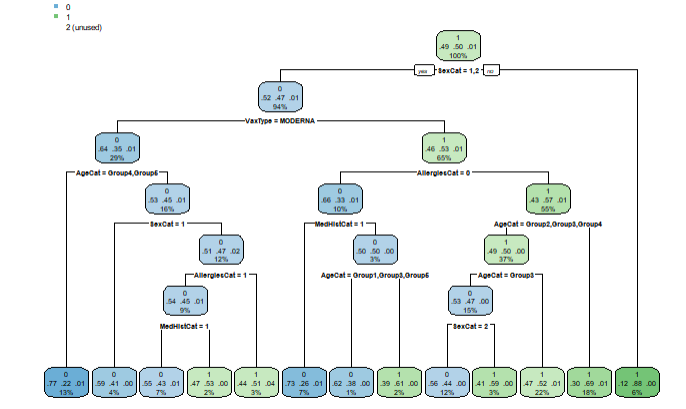 0
1
2 (unused)
1
.49 .50 .01
100%
yes SexCat = 1,2 no
0
.52 .47 .01
94%
VaxType = MODERNA
0
.64 .35 .01
29%
1
.46 .53 .01
65%
AgeCat = Group4,Group5
AllergiesCat = 0
0
.53 .45 .01
16%
0
.66 .33 .01
10%
1
.43 .57 .01
55%
SexCat = 1
MedHistCat = 1
AgeCat = Group2,Group3,Group4
0
.51 .47 .02
12%
0
.50 .50 .00
3%
1
.49 .50 .00
37%
AllergiesCat = 1
AgeCat = Group1,Group3,Group5
AgeCat = Group3
0
.54 .45 .01
9%
0
.53 .47 .00
15%
MedHistCat = 1
SexCat = 2
0
.77 .22 .01
13%
0
.59 .41 .00
4%
0
.55 .43 .01
7%
1
.47 .53 .00
2%
1
.44 .51 .04
3%
0
.73 .26 .01
7%
0
.62 .38 .00
1%
1
.39 .61 .00
2%
0
.56 .44 .00
12%
1
.41 .59 .00
3%
1
.47 .52 .01
22%
1
.30 .69 .01
18%
1
.12 .88 .00
6%